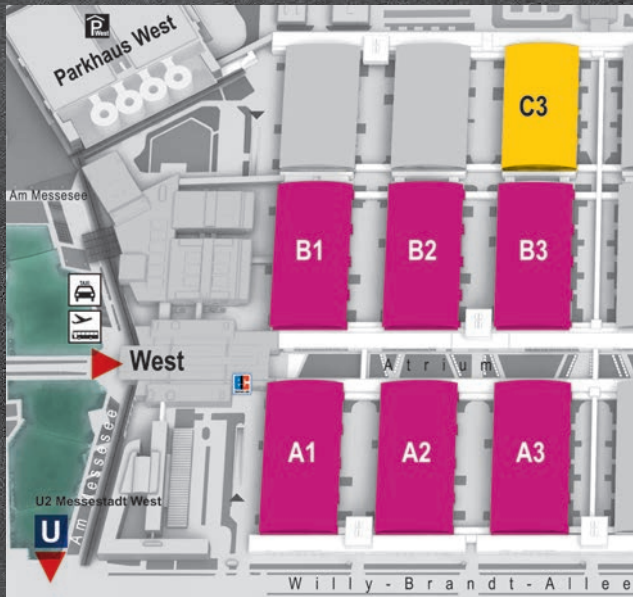 P
West
Parkhaus West
C3
Am Messesee
B1
B2
B3
TAXI
West
Atrium
A1
A2
A3
U2 Messestadt West
Am Messesee
U
Willy-Brandt-Allee